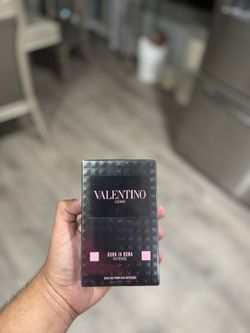 VALENTINO
UOMO
BORN IN ROMA
INTENSE
EAU DE PARFUM INTENSE